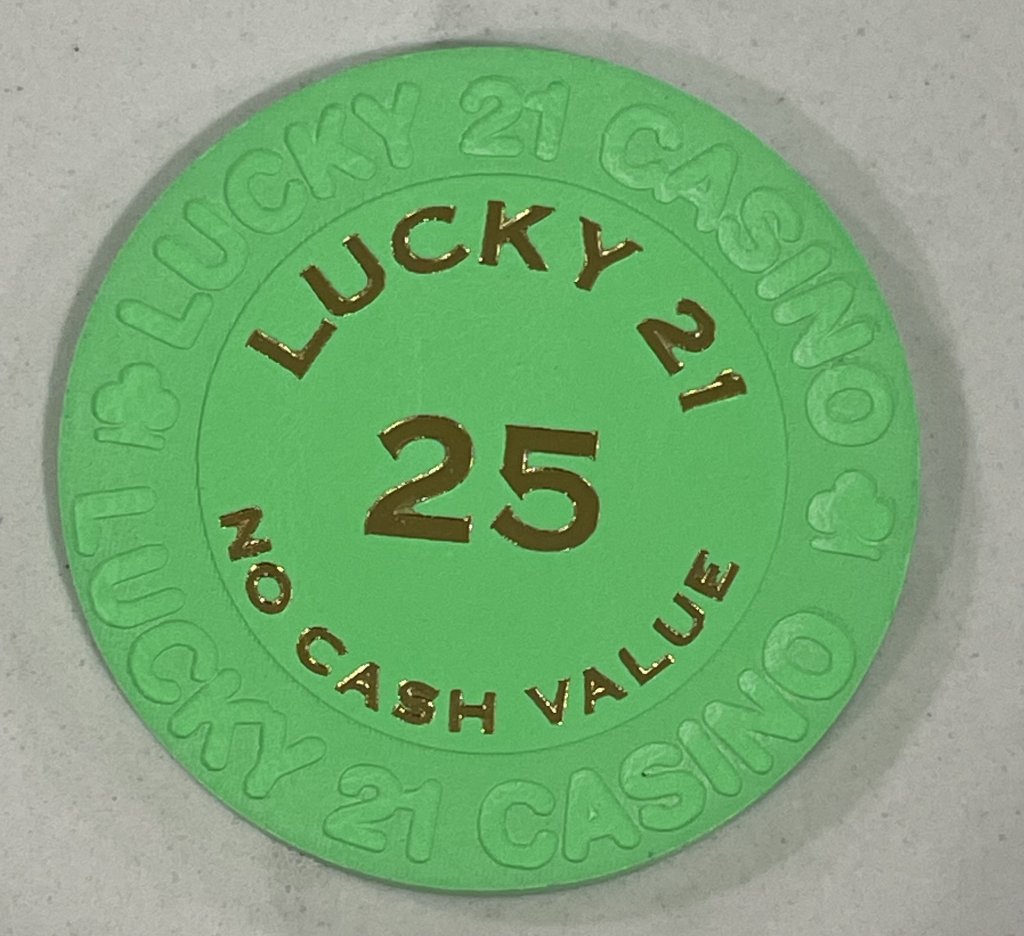 LUCKY 21 CASINO
LUCKY 21
25
NO CASH VALUE
LUCKY 21 CASINO